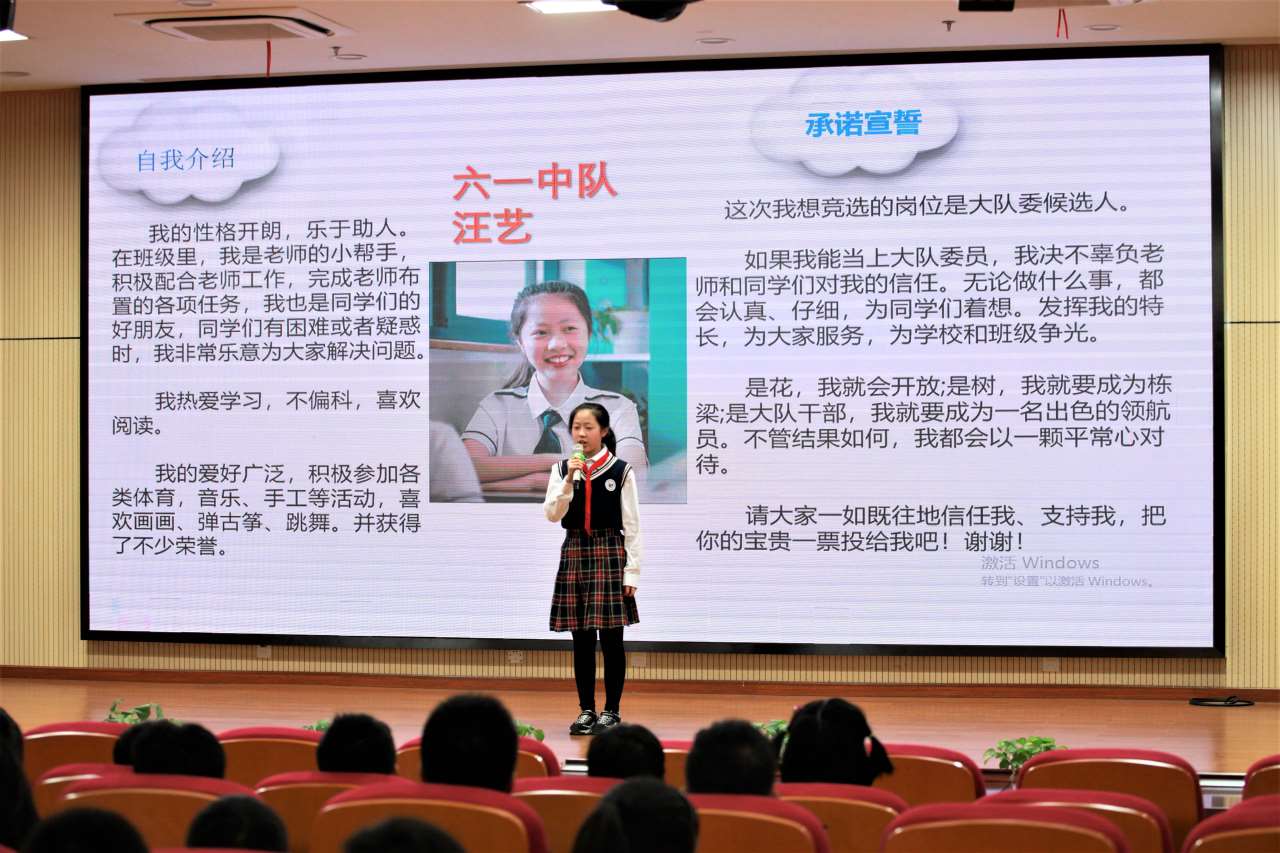 自我介绍
我的性格开朗，乐于助人。
在班级里，我是老师的小帮手，
积极配合老师工作，完成老师布
置的各项任务，我也是同学们的
好朋友，同学们有困难或者疑惑
时，我非常乐意为大家解决问题。
我热爱学习，不偏科，喜欢
阅读。
我的爱好广泛，积极参加各
类体育，音乐、手工等活动，喜
欢画画、弹古筝、跳舞。并获得
了不少荣誉。
六一中队
汪艺
承诺宣誓
这次我想竞选的岗位是大队委候选人。
如果我能当上大队委员，我决不辜负老
师和同学们对我的信任。无论做什么事，都
会认真、仔细，为同学们着想。发挥我的特
长，为大家服务，为学校和班级争光。
是花，我就会开放;是树，我就要成为栋
梁;是大队干部，我就要成为一名出色的领航
员。不管结果如何，我都会以一颗平常心对
待。
请大家一如既往地信任我、支持我，把
你的宝贵一票投给我吧！谢谢！
激活 Windows
转到"设置"以激活 Windows。